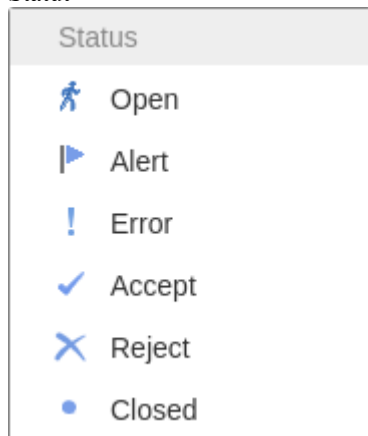 Status
Open
Alert
Error
Accept
Reject
Closed